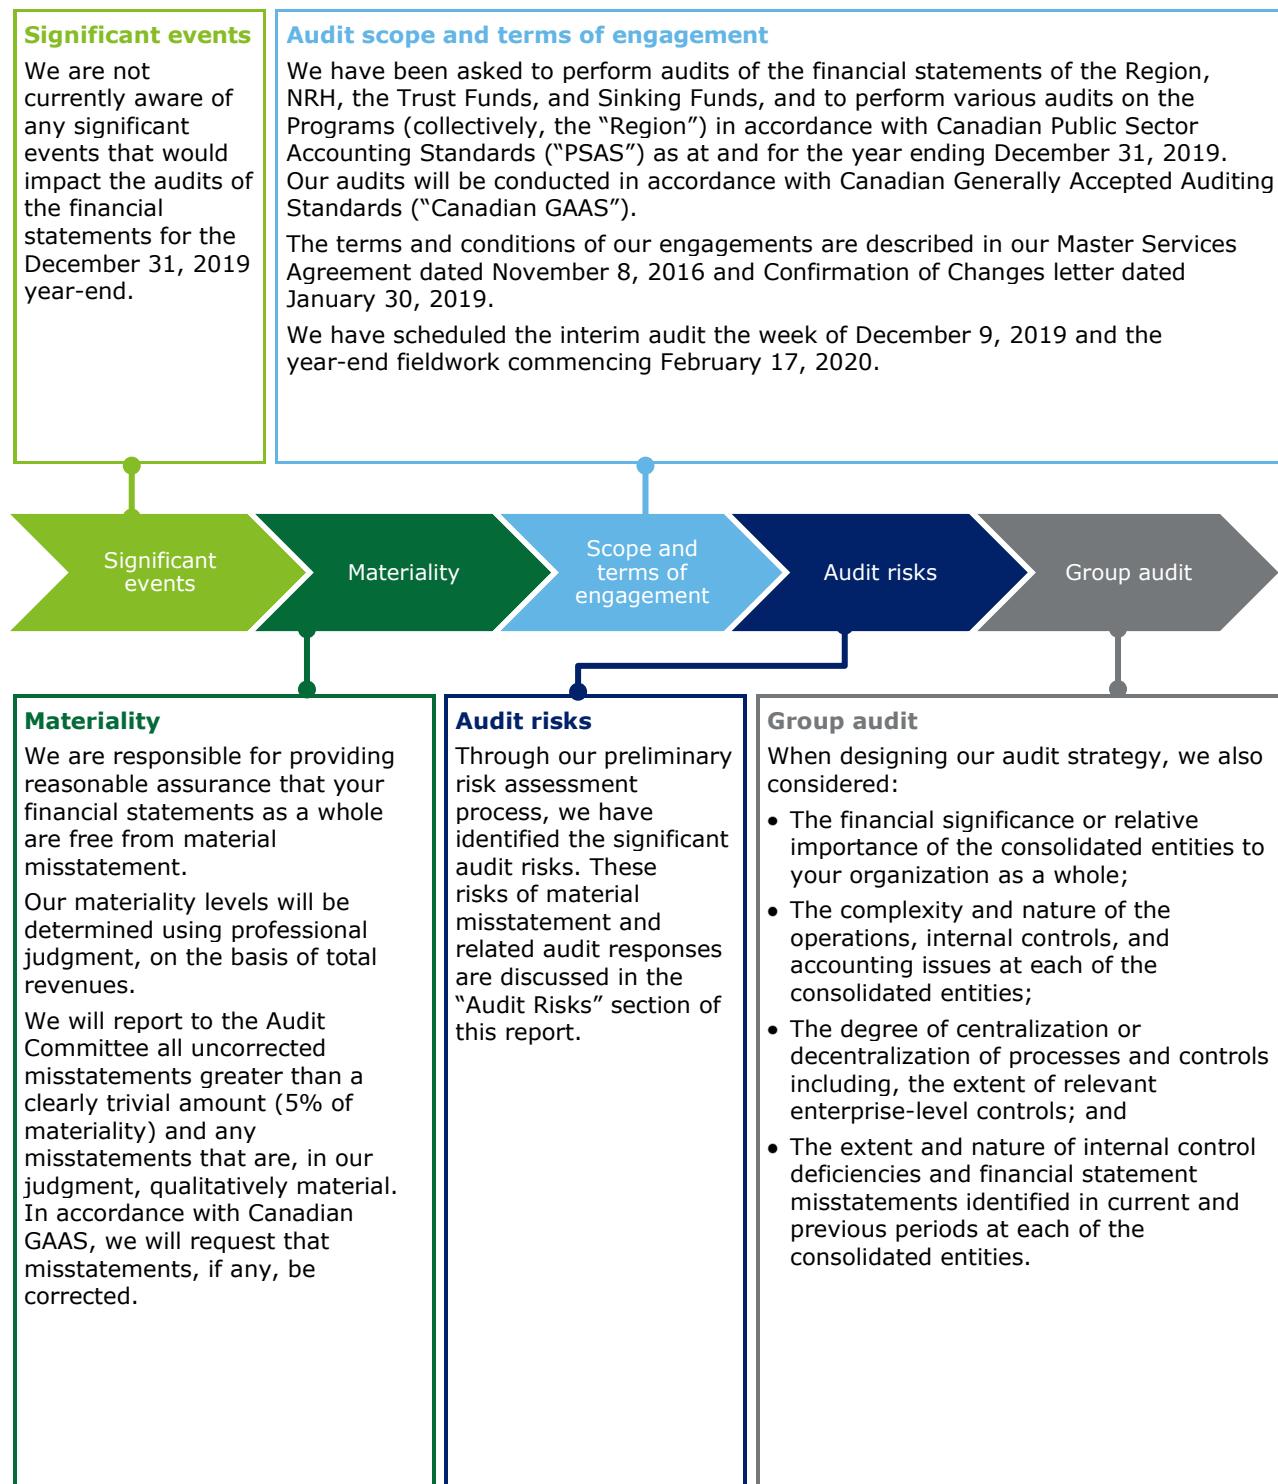 Significant events
We are not
currently aware of
any significant
events that would
impact the audits of
the financial
statements for the
December 31, 2019
year-end.
Audit scope and terms of engagement
We have been asked to perform audits of the financial statements of the Region,
NRH, the Trust Funds, and Sinking Funds, and to perform various audits on the
Programs (collectively, the “Region”) in accordance with Canadian Public Sector
Accounting Standards (“PSAS”) as at and for the year ending December 31, 2019.
Our audits will be conducted in accordance with Canadian Generally Accepted Auditing
Standards (“Canadian GAAS”).
The terms and conditions of our engagements are described in our Master Services
Agreement dated November 8, 2016 and Confirmation of Changes letter dated
January 30, 2019.
We have scheduled the interim audit the week of December 9, 2019 and the
year-end fieldwork commencing February 17, 2020.
Significant
events
Materiality
Scope and
terms of
engagement
Audit risks
Group audit
Materiality
We are responsible for providing
reasonable assurance that your
financial statements as a whole
are free from material
misstatement.
Our materiality levels will be
determined using professional
judgment, on the basis of total
revenues.
We will report to the Audit
Committee all uncorrected
misstatements greater than a
clearly trivial amount (5% of
materiality) and any
misstatements that are, in our
judgment, qualitatively material.
In accordance with Canadian
GAAS, we will request that
misstatements, if any, be
corrected.
Audit risks
Through our preliminary
risk assessment
process, we have
identified the significant
audit risks. These
risks of material
misstatement and
related audit responses
are discussed in the
“Audit Risks” section of
this report.
Group audit
When designing our audit strategy, we also
considered:
• The financial significance or relative
importance of the consolidated entities to
your organization as a whole;
• The complexity and nature of the
operations, internal controls, and
accounting issues at each of the
consolidated entities;
• The degree of centralization or
decentralization of processes and controls
including, the extent of relevant
enterprise-level controls; and
• The extent and nature of internal control
deficiencies and financial statement
misstatements identified in current and
previous periods at each of the
consolidated entities.